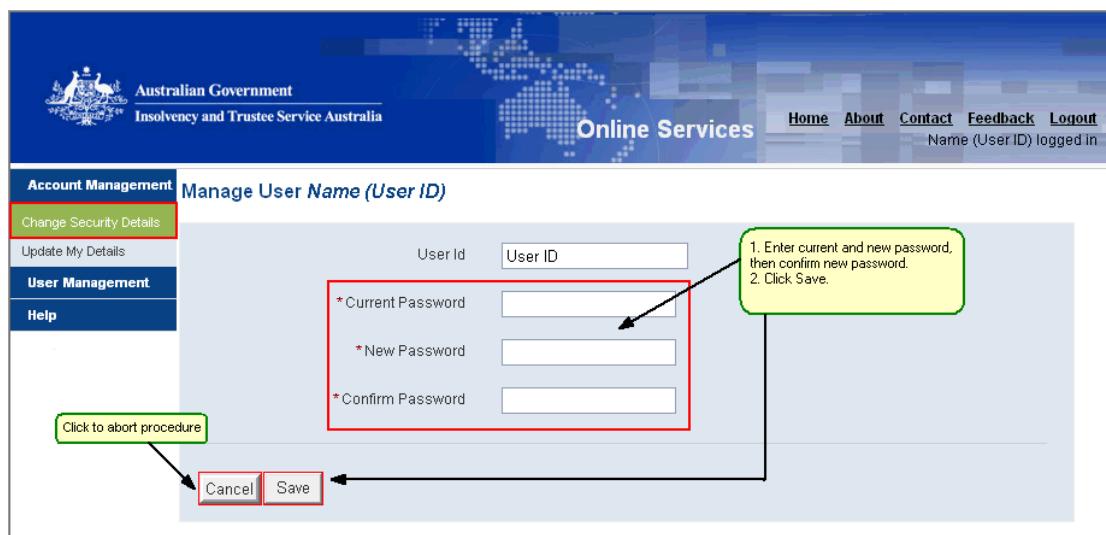 Australian Government
Insolvency and Trustee Service Australia
Online Services
Home About Contact Feedback Logout
Name (User ID) logged in
Account Management
Change Security Details
Update My Details
User Management
Help
Manage User Name (User ID)
User Id User ID
*Current Password
*New Password
*Confirm Password
1. Enter current and new password,
then confirm new password.
2. Click Save.
Click to abort procedure
Cancel Save